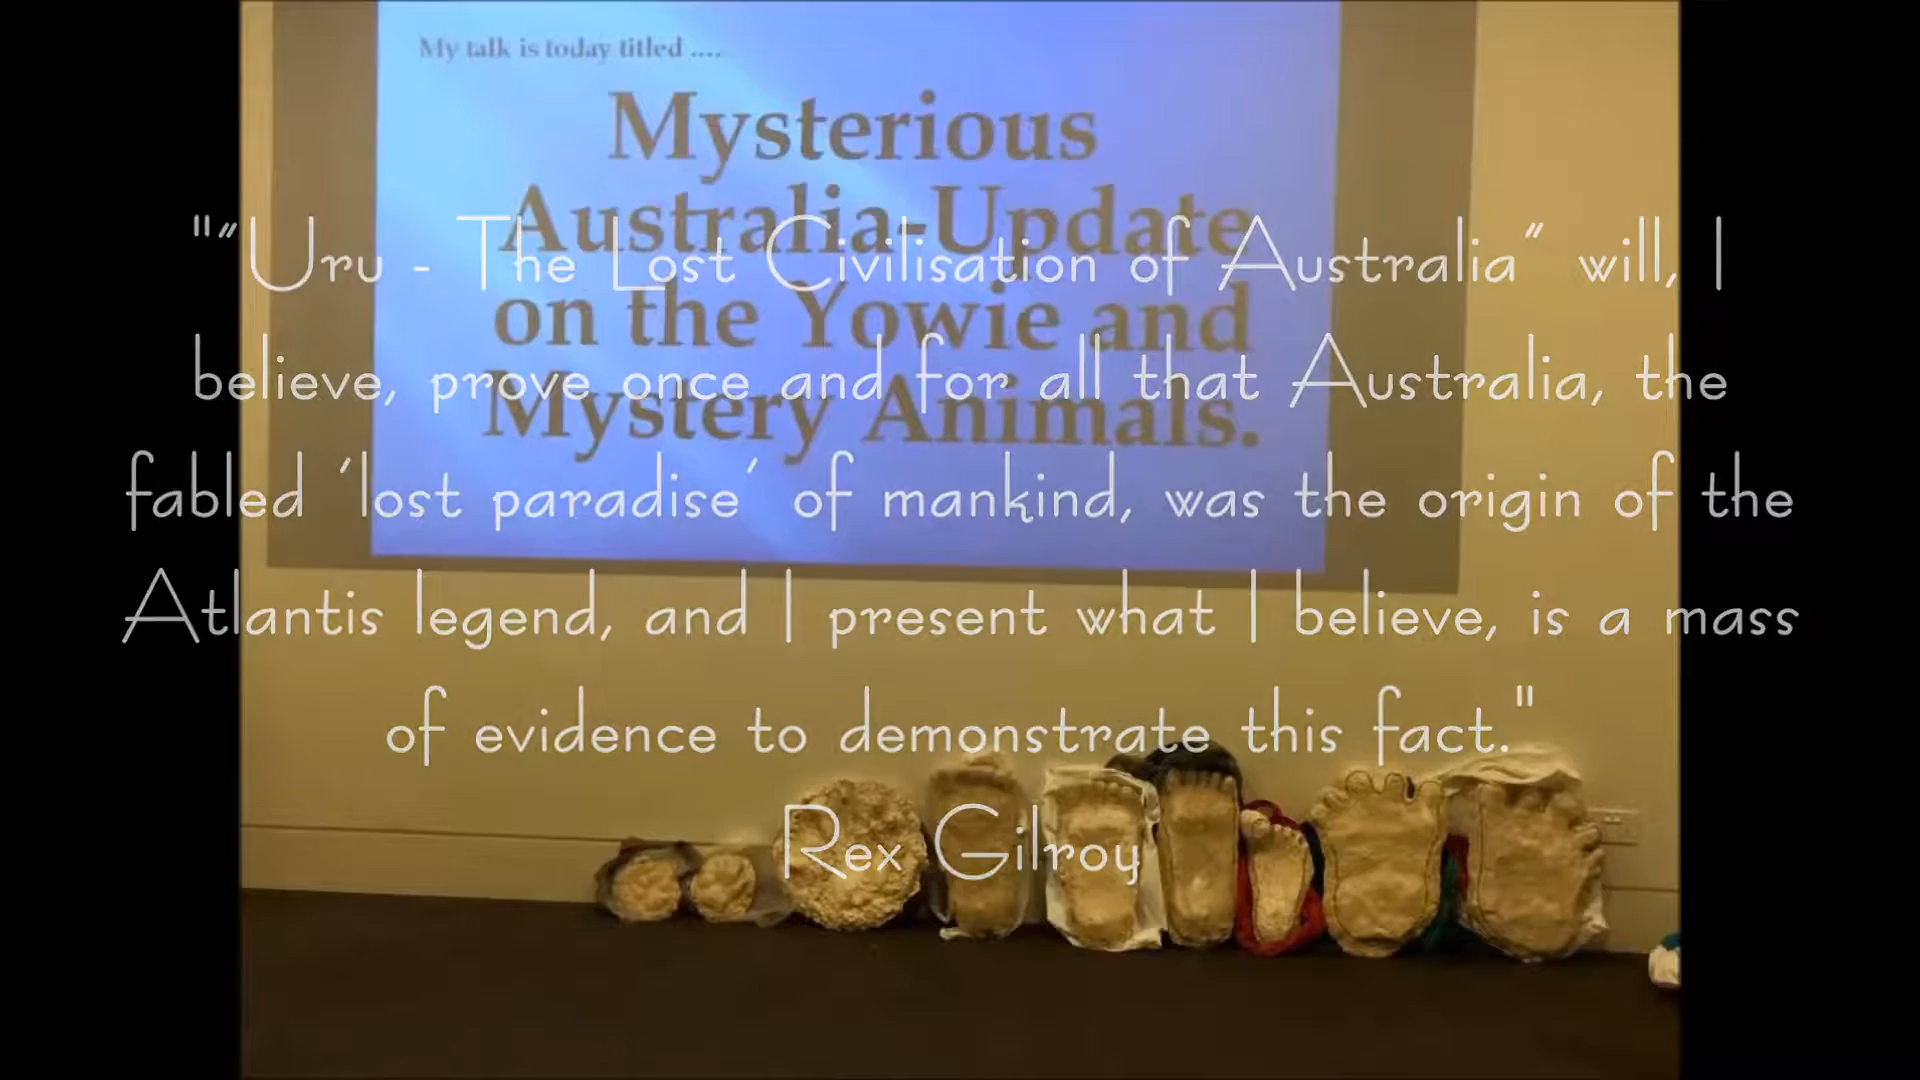 My talk is today titled ....
Mysterious
Australia-Update
on the Yowie and
Mystery Animals.
"“Uru - The Lost Civilisation of Australia” will, I
believe, prove once and for all that Australia, the
fabled ‘lost paradise’ of mankind, was the origin of the
Atlantis legend, and I present what I believe, is a mass
of evidence to demonstrate this fact."
Rex Gilroy